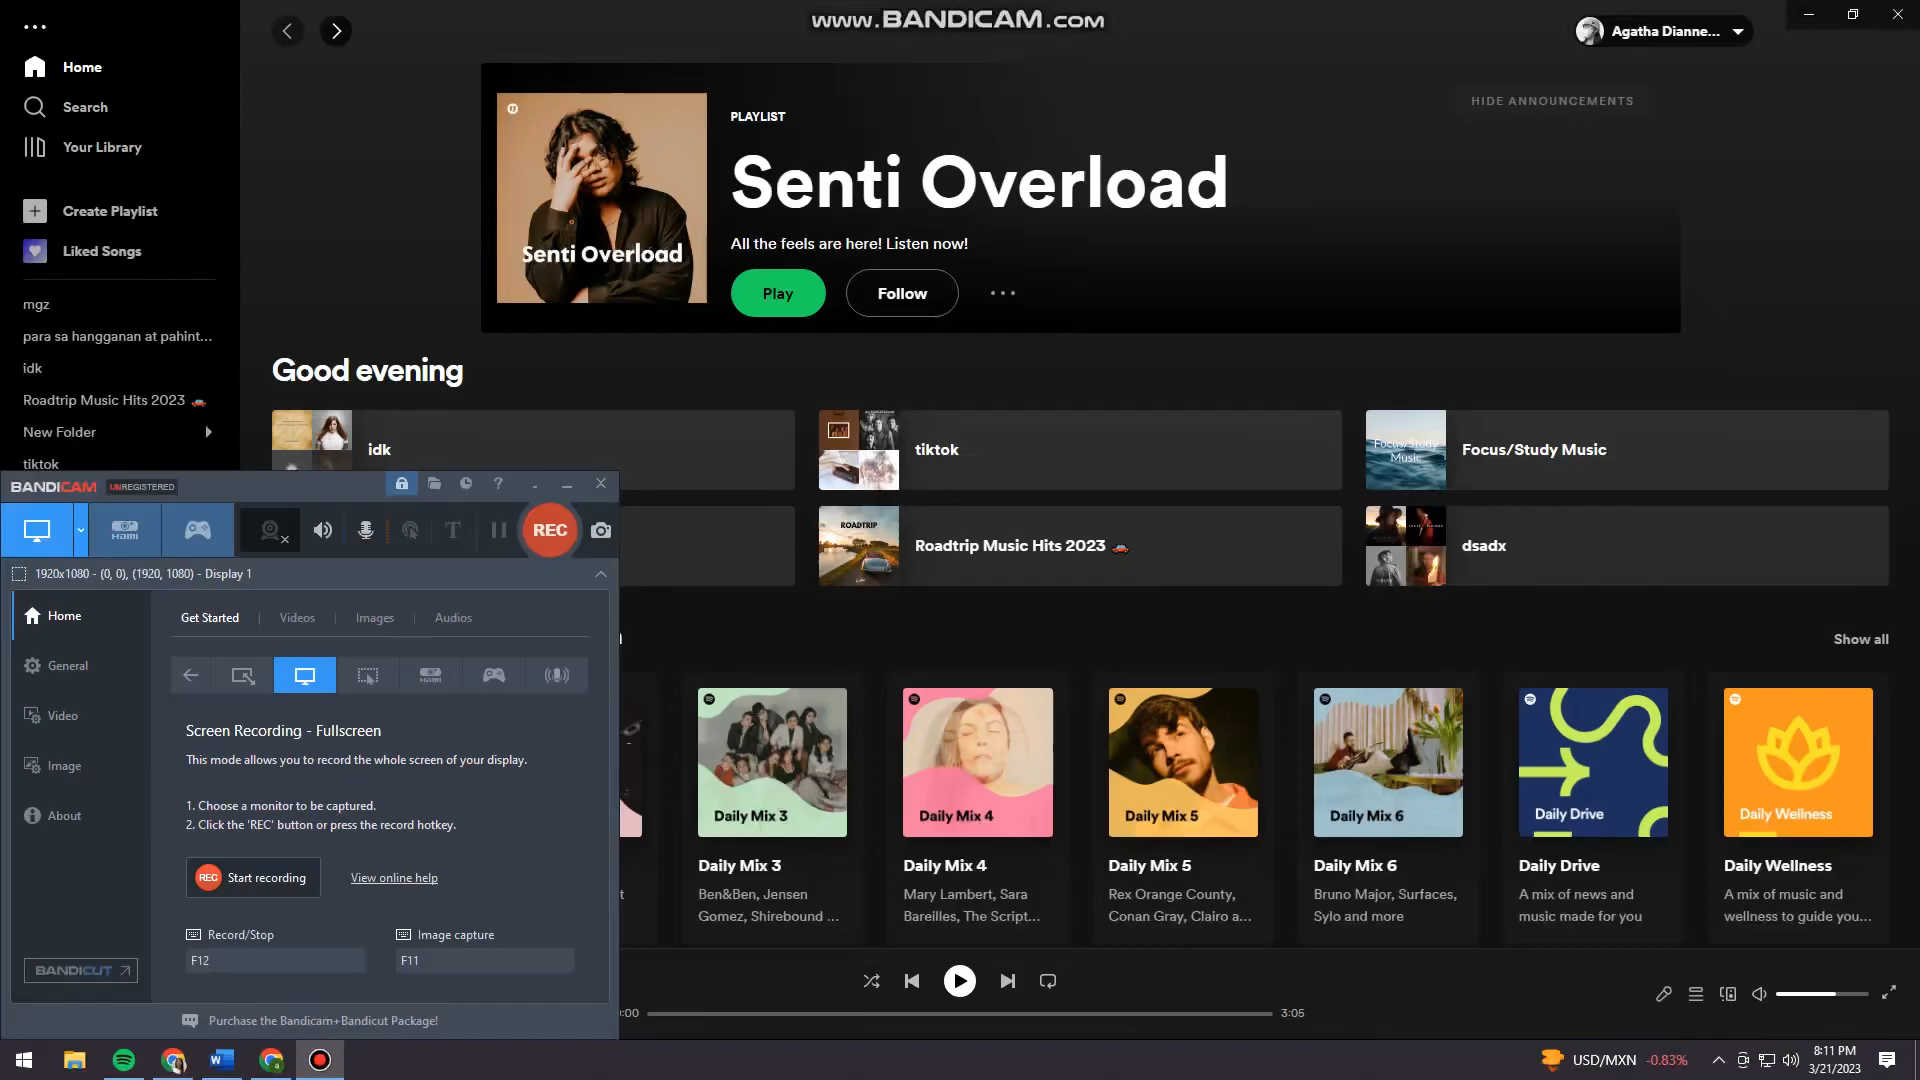 www.BANDICAM.com
Home
Search
Your Library
Create Playlist
Liked Songs
mgz
para sa hangganan at pahint...
idk
Roadtrip Music Hits 2023 🚗
New Folder
tiktok
Agatha Dianne...
HIDE ANNOUNCEMENTS
Senti Overload
PLAYLIST
Senti Overload
All the feels are here! Listen now!
Play
Follow
Good evening
idk
tiktok
Focus/Study Music
Focus/Study Music
ROADTRIP
Roadtrip Music Hits 2023 🚗
dsadx
Show all
Daily Mix 3
Daily Mix 4
Daily Mix 5
Daily Mix 6
Daily Drive
Daily Wellness
Daily Mix 3
Ben&Ben, Jensen
Gomez, Shirebound ...
Daily Mix 4
Mary Lambert, Sara
Bareilles, The Script...
Daily Mix 5
Rex Orange County,
Conan Gray, Clairo a...
Daily Mix 6
Bruno Major, Surfaces,
Sylo and more
Daily Drive
A mix of news and
music made for you
Daily Wellness
A mix of music and
wellness to guide you...
:00
3:05
BANDICAM
UNREGISTERED
HDMI
T
REC
1920x1080 - (0, 0), (1920, 1080) - Display 1
Home
General
Video
Image
About
BANDICUT
Get Started
Videos
Images
Audios
HDMI
Screen Recording - Fullscreen
This mode allows you to record the whole screen of your display.
1. Choose a monitor to be captured.
2. Click the 'REC' button or press the record hotkey.
REC Start recording
View online help
Record/Stop
F12
Image capture
F11
Purchase the Bandicam+Bandicut Package!
USD/MXN -0.83%
8:11 PM
3/21/2023